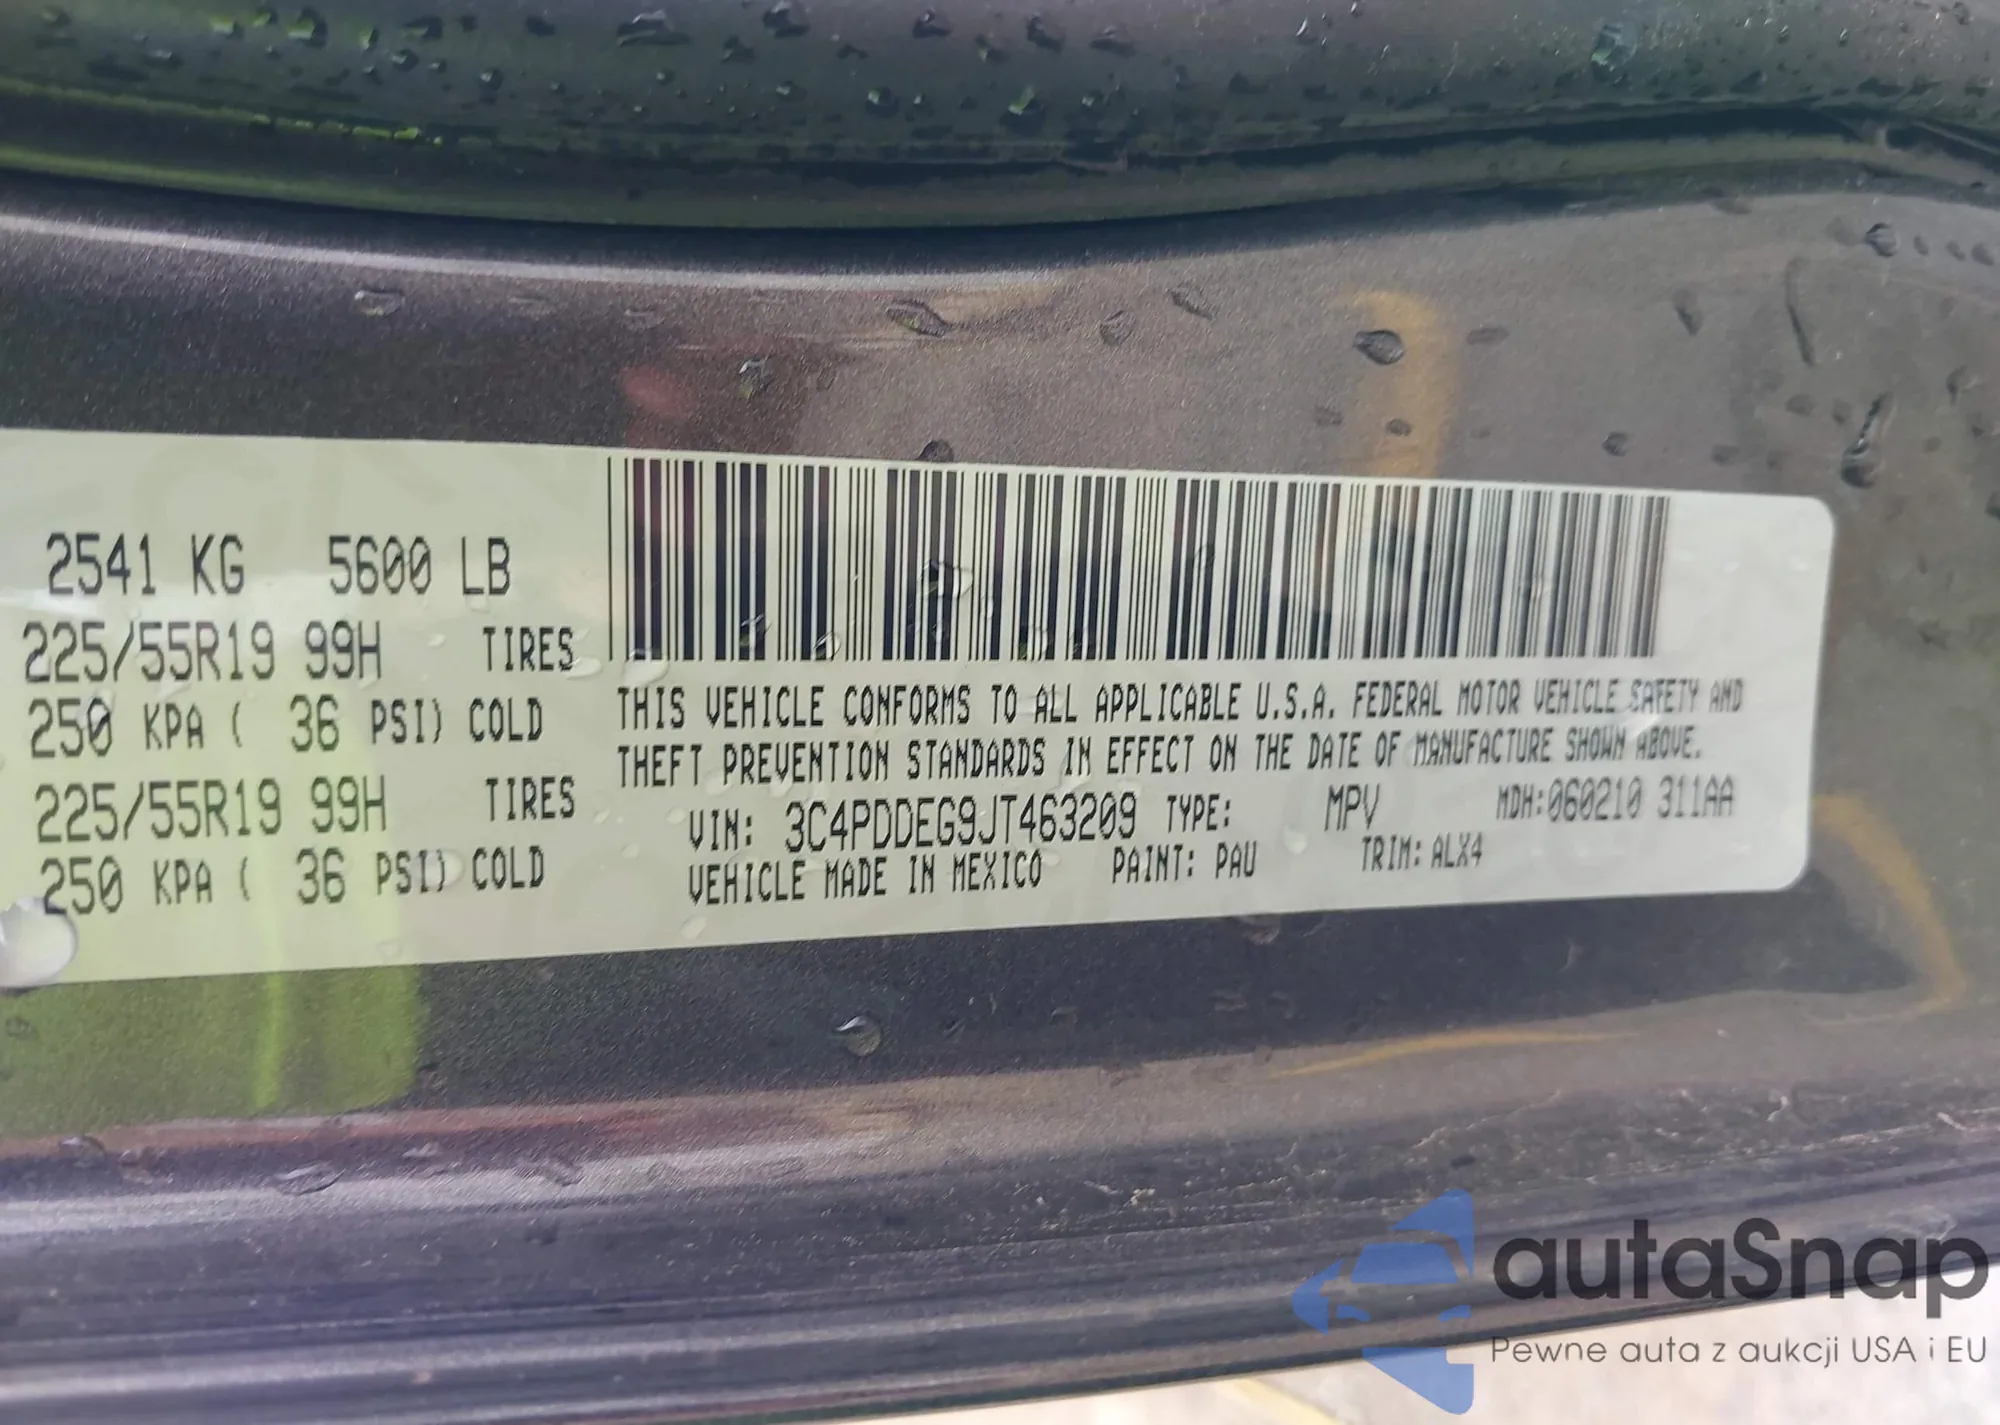 2541 KG 5600 LB
225/55R19 99H TIRES
250 KPA ( 36 PSI) COLD
225/55R19 99H TIRES
250 KPA ( 36 PSI) COLD
THIS VEHICLE CONFORMS TO ALL APPLICABLE U.S.A. FEDERAL MOTOR VEHICLE SAFETY AND
THEFT PREVENTION STANDARDS IN EFFECT ON THE DATE OF MANUFACTURE SHOWN ABOVE.
VIN: 3C4PDDEG9JT463209 TYPE: MPV MDH:060210 311AA
VEHICLE MADE IN MEXICO PAINT: PAU TRIM: ALX4
autaSnap
Pewne auta z aukcji USA i EU